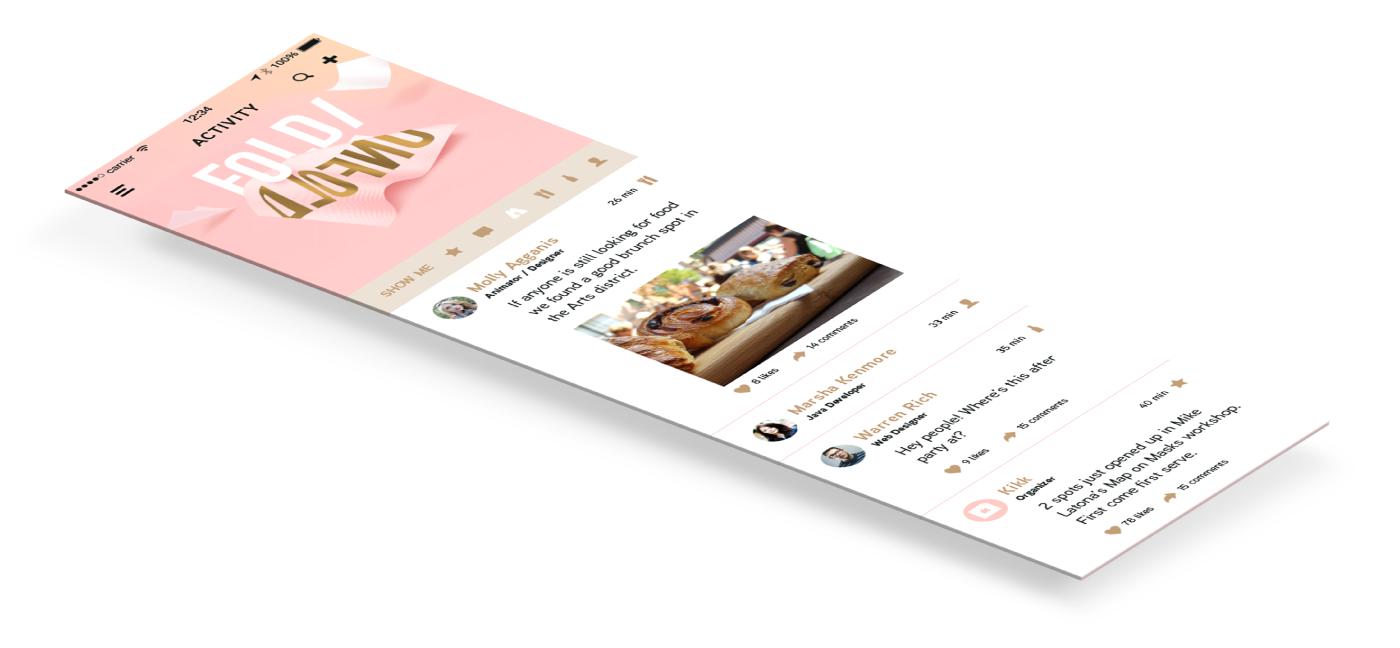 carrier 12:34 100%
ACTIVITY
FOLD/
UNFOLD
SHOW ME
Molly Agganis 26 min
Animator / Designer
If anyone is still looking for food
we found a good brunch spot in
the Arts district.
8 likes 14 comments
Marsha Kenmore 33 min
Java Developer
Warren Rich 35 min
Web Designer
Hey people! Where's this after
party at?
9 likes 15 comments
Kikk 40 min
Organizer
2 spots just opened up in Mike
Latona's Map on Masks workshop.
First come first serve.
78 likes 15 comments